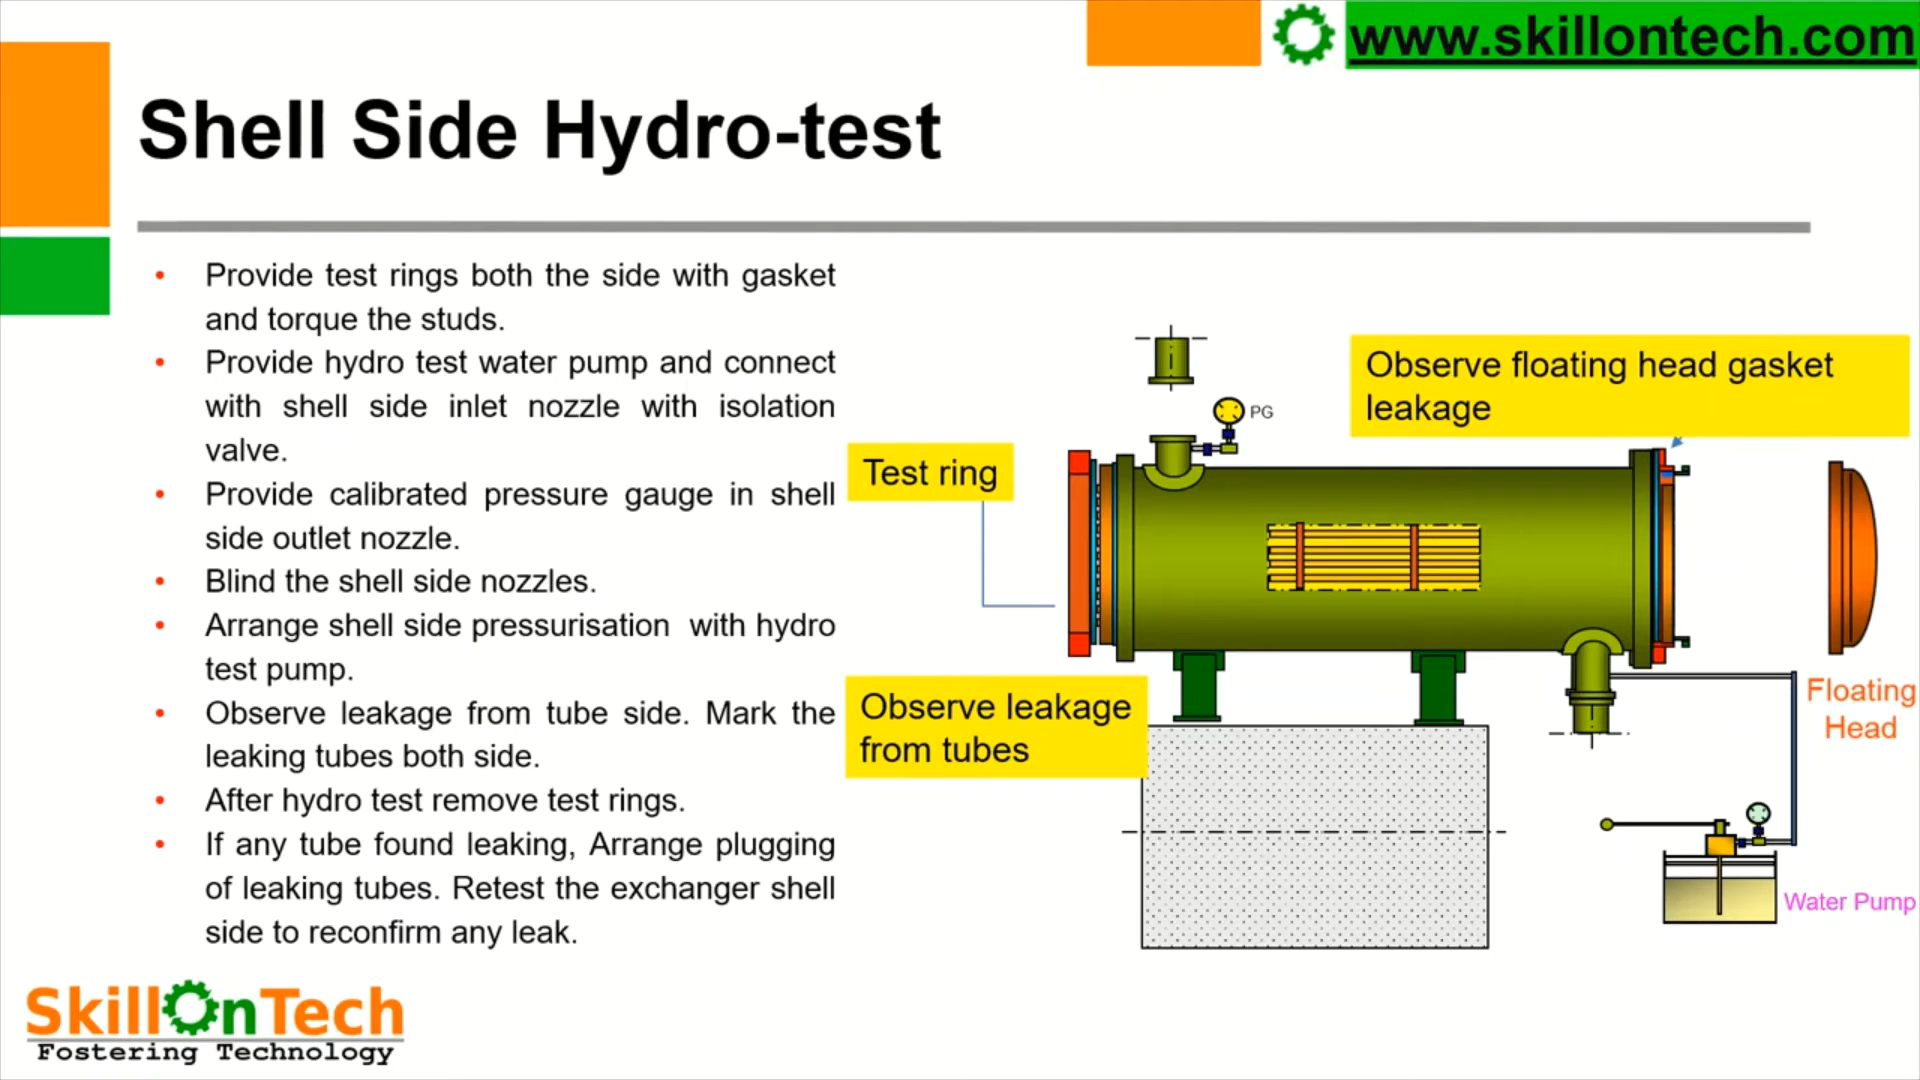 www.skillontech.com
Shell Side Hydro-test
• Provide test rings both the side with gasket
and torque the studs.
• Provide hydro test water pump and connect
with shell side inlet nozzle with isolation
valve.
• Provide calibrated pressure gauge in shell
side outlet nozzle.
• Blind the shell side nozzles.
• Arrange shell side pressurisation with hydro
test pump.
• Observe leakage from tube side. Mark the
leaking tubes both side.
• After hydro test remove test rings.
• If any tube found leaking, Arrange plugging
of leaking tubes. Retest the exchanger shell
side to reconfirm any leak.
Observe floating head gasket
leakage
PG
Test ring
Observe leakage
from tubes
Floating
Head
Water Pump
SkillOnTech
Fostering Technology